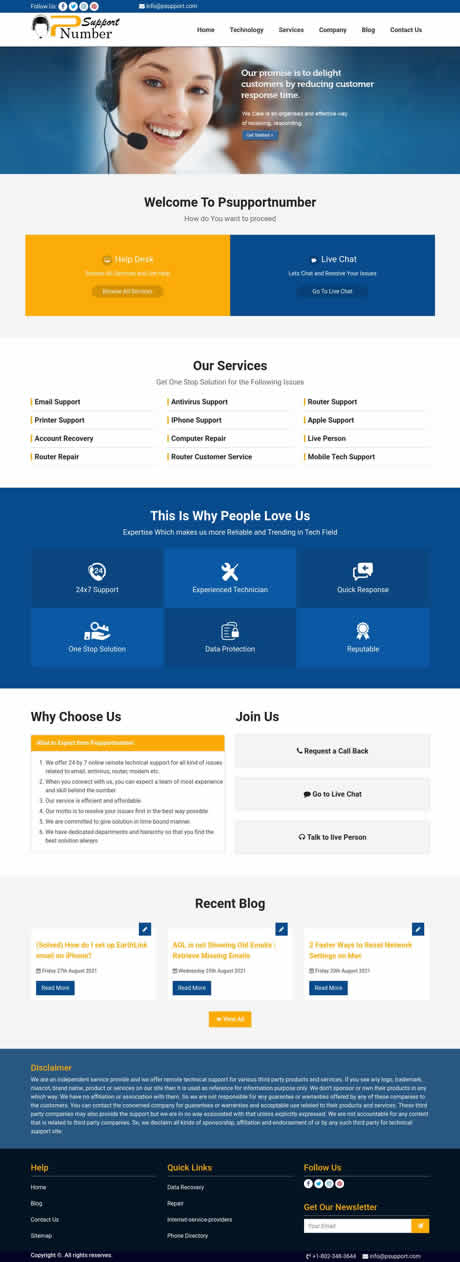 Follow Us:
info@psupport.com
P Support
Number
Home Technology Services Company Blog Contact Us
Our promise is to delight
customers by reducing customer
response time.
We Care is an organised and effective way
of receiving, responding.
Get Started »
Welcome To Psupportnumber
How do You want to proceed
Help Desk
Browse All Services and Get Help
Browse All Services
Live Chat
Lets Chat and Resolve Your Issues
Go To Live Chat
Our Services
Get One Stop Solution for the Following Issues
Email Support Antivirus Support Router Support
Printer Support IPhone Support Apple Support
Account Recovery Computer Repair Live Person
Router Repair Router Customer Service Mobile Tech Support
This Is Why People Love Us
Expertise Which makes us more Reliable and Trending in Tech Field
24
24x7 Support Experienced Technician Quick Response
One Stop Solution Data Protection Reputable
Why Choose Us
What to Expect from Psupportnumber
1. We offer 24 by 7 online remote technical support for all kind of issues
related to email, antivirus, router, modem etc.
2. When you connect with us, you can expect a team of most experience
and skill behind the number.
3. Our service is efficient and affordable
4. Our motto is to resolve your issues first in the best way possible
5. We are committed to give solution in time bound manner.
6. We have dedicated departments and hierarchy so that you find the
best solution always
Join Us
Request a Call Back
Go to Live Chat
Talk to live Person
Recent Blog
(Solved) How do I set up EarthLink
email on iPhone?
Friday 27th August 2021
Read More
AOL is not Showing Old Emails :
Retrieve Missing Emails
Wednesday 25th August 2021
Read More
2 Faster Ways to Reset Network
Settings on Mac
Friday 20th August 2021
Read More
View All
Disclaimer
We are an independent service provide and we offer remote technical support for various third party products and services. If you see any logo, trademark,
mascot, brand name, product or services on our site then it is used as reference for information purpose only. We don't sponsor or own their products in any
which way. We have no affiliation or association with them. So we are not responsible for any guarantee or warranties offered by any of these companies to
the customers. You can contact the concerned company for guarantees or warranties and acceptable use related to their products and services. These third
party companies may also provide the support but we are in no way associated with that unless explicitly expressed. We are not accountable for any content
that is related to third party companies. So, we disclaim all kinds of sponsorship, affiliation and endorsement of or by any such third party for technical
support site.
Help
Home
Blog
Contact Us
Sitemap
Quick Links
Data Recovery
Repair
Internet-service-providers
Phone Directory
Follow Us
Get Our Newsletter
Your Email
Copyright ©. All rights reserved.
+1-802-348-3644 info@psupport.com